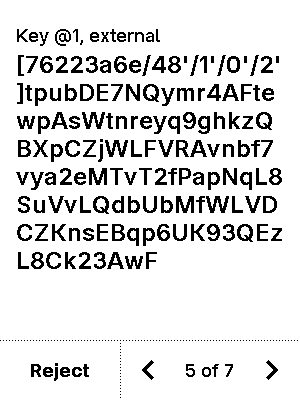 Key @1, external
[76223a6e/48'/1'/0'/2'
]tpubDE7NQymr4AFte
wpAsWtnreyq9ghkzQ
BXpCZjWLFVRAvnbf7
vya2eMTvT2fPapNqL8
SuVvLQdbUbMfWLVD
CZKnsEBqp6UK93QEz
L8Ck23AwF
Reject
5 of 7